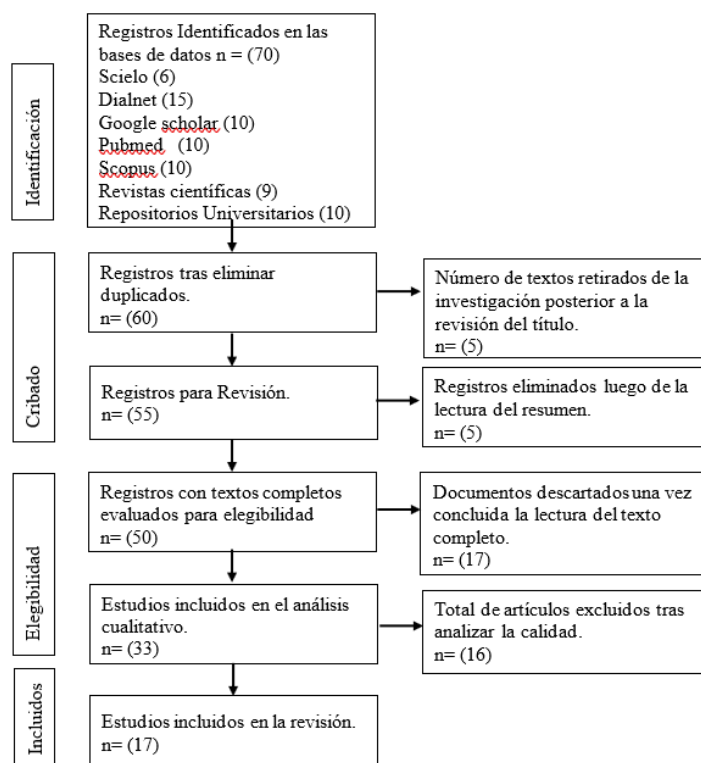 Identificación
Registros Identificados en las
bases de datos n = (70)
Scielo (6)
Dialnet (15)
Google scholar (10)
Pubmed (10)
Scopus (10)
Revistas científicas (9)
Repositorios Universitarios (10)
Cribado
Registros tras eliminar
duplicados.
n= (60)
Número de textos retirados de la
investigación posterior a la
revisión del título.
n= (5)
Registros para Revisión.
n= (55)
Registros eliminados luego de la
lectura del resumen.
n= (5)
Elegibilidad
Registros con textos completos
evaluados para elegibilidad
n= (50)
Documentos descartados una vez
concluida la lectura del texto
completo.
n= (17)
Estudios incluidos en el análisis
cualitativo.
n= (33)
Total de artículos excluidos tras
analizar la calidad.
n= (16)
Incluidos
Estudios incluidos en la revisión.
n= (17)